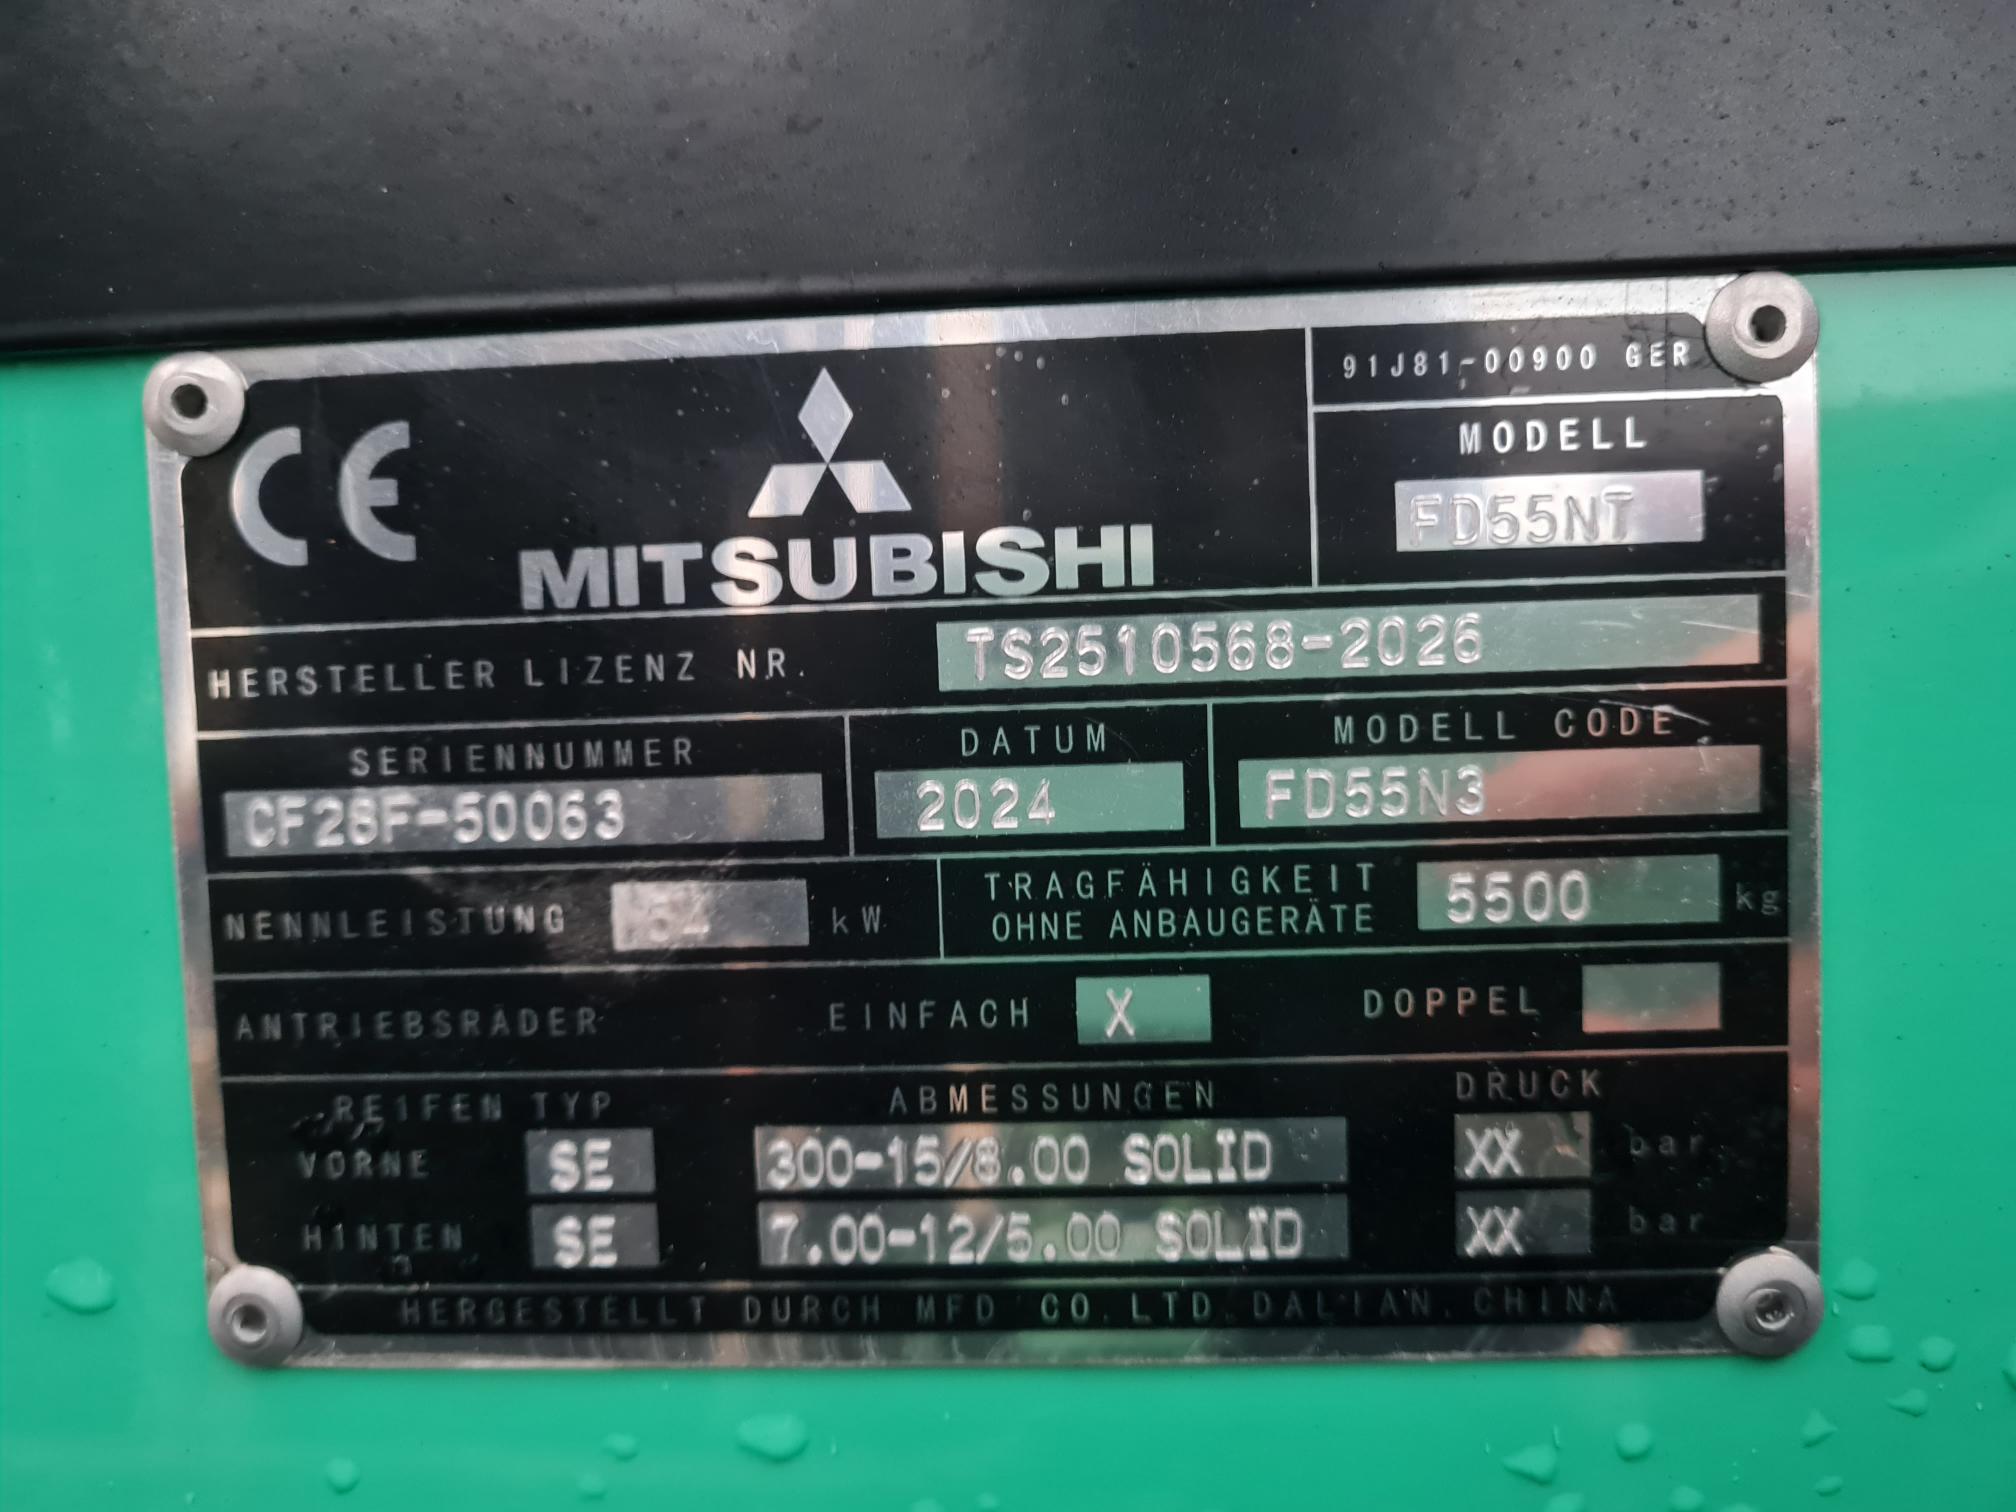 91J81-00900 GER
CE
MITSUBISHI
MODELL
FD55NT
HERSTELLER LIZENZ NR. TS2510568-2026
SERIENNUMMER DATUM MODELL CODE
CF28F-50063 2024 FD55N3
NENNLEISTUNG 54 kW TRAGFÄHIGKEIT
OHNE ANBAUGERÄTE 5500 kg
ANTRIEBSRÄDER EINFACH X DOPPEL
REIFEN TYP ABMESSUNGEN DRUCK
VORNE SE 300-15/8.00 SOLID XX bar
HINTEN SE 7.00-12/5.00 SOLID XX bar
HERGESTELLT DURCH MFD CO.LTD.DALIAN.CHINA